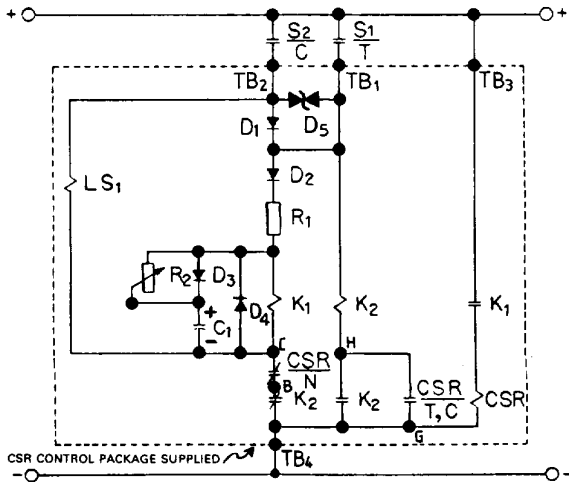 + +
S2/C S1/T
TB2 TB1 TB3
D1 D5
D2
LS1
R1
R2 D3
D4 K1 K2 K1
+
C1
-
C H
CSR/N
B K2 K2 CSR/T,C CSR
G
CSR CONTROL PACKAGE SUPPLIED TB4
- -